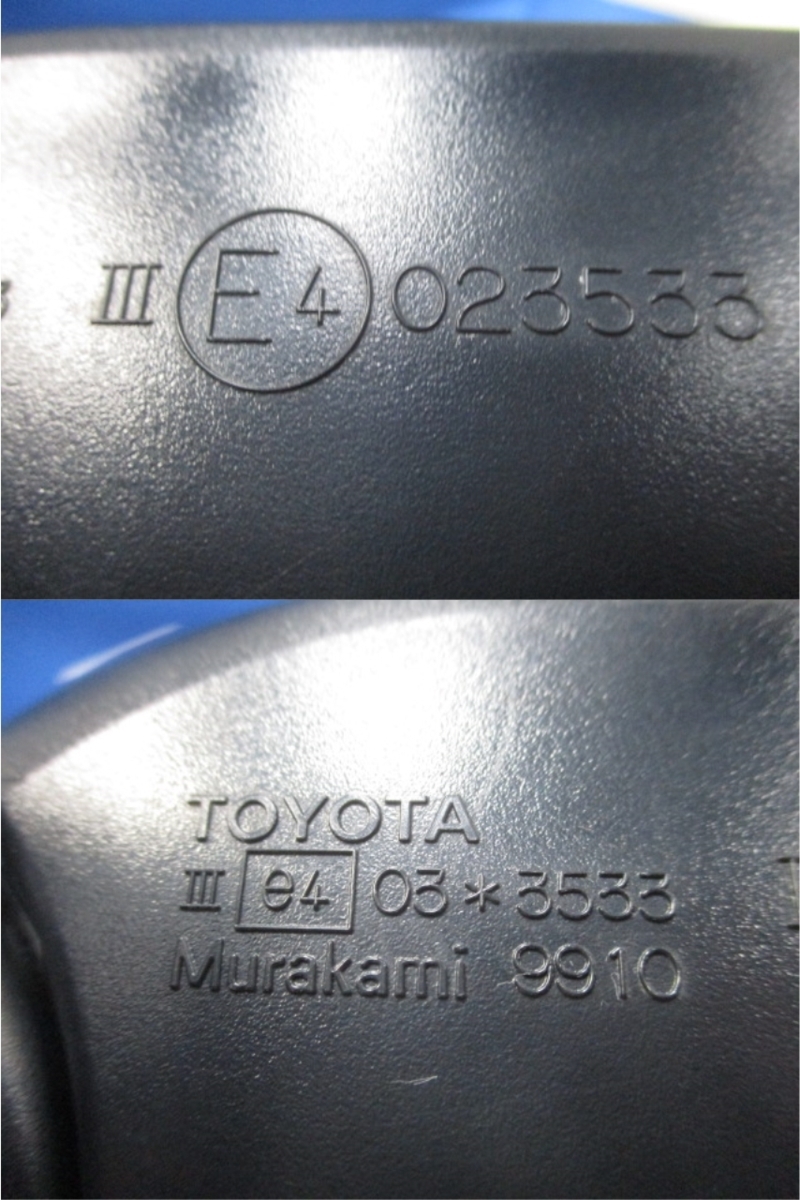 III E4 023533
TOYOTA
III e4 03*3533
Murakami 9910